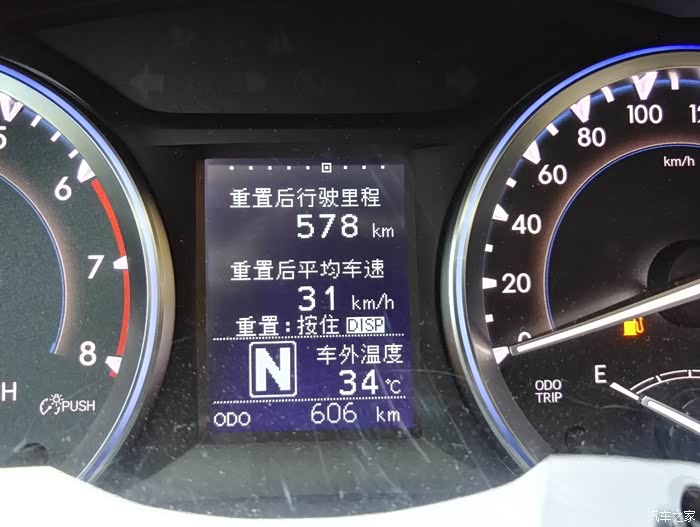 重置后行驶里程
578 km
重置后平均车速
31 km/h
重置:按住 DISP
N
车外温度
34 ℃
ODO 606 km
5
6
7
8
H
PUSH
0
20
40
60
80
100
km/h
ODO
TRIP
E
汽车之家